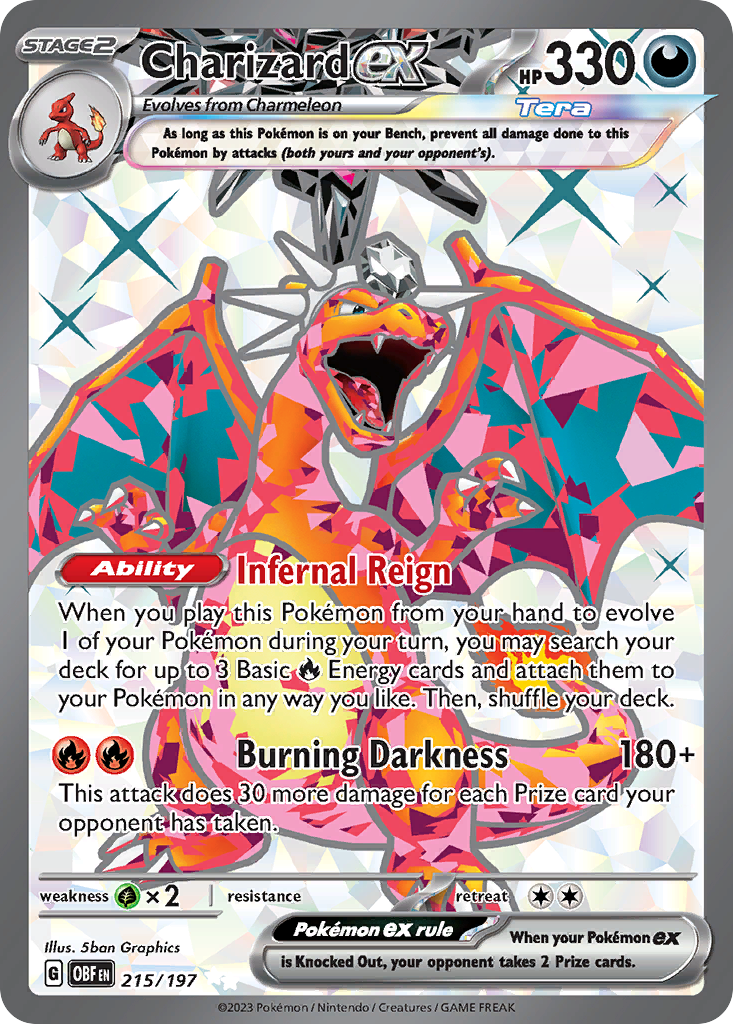 STAGE2
Charizard ex
HP 330
Evolves from Charmeleon
Tera
As long as this Pokémon is on your Bench, prevent all damage done to this
Pokémon by attacks (both yours and your opponent's).
Ability Infernal Reign
When you play this Pokémon from your hand to evolve
1 of your Pokémon during your turn, you may search your
deck for up to 3 Basic Energy cards and attach them to
your Pokémon in any way you like. Then, shuffle your deck.
Burning Darkness 180+
This attack does 30 more damage for each Prize card your
opponent has taken.
weakness ×2 resistance retreat
Pokémon ex rule When your Pokémon ex
is Knocked Out, your opponent takes 2 Prize cards.
Illus. 5ban Graphics
G OBF EN 215/197
©2023 Pokémon / Nintendo / Creatures / GAME FREAK